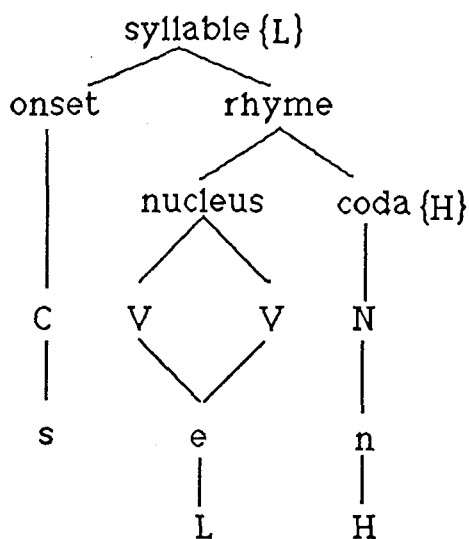 syllable {L}
onset rhyme
nucleus coda {H}
C V V N
s e n
L H